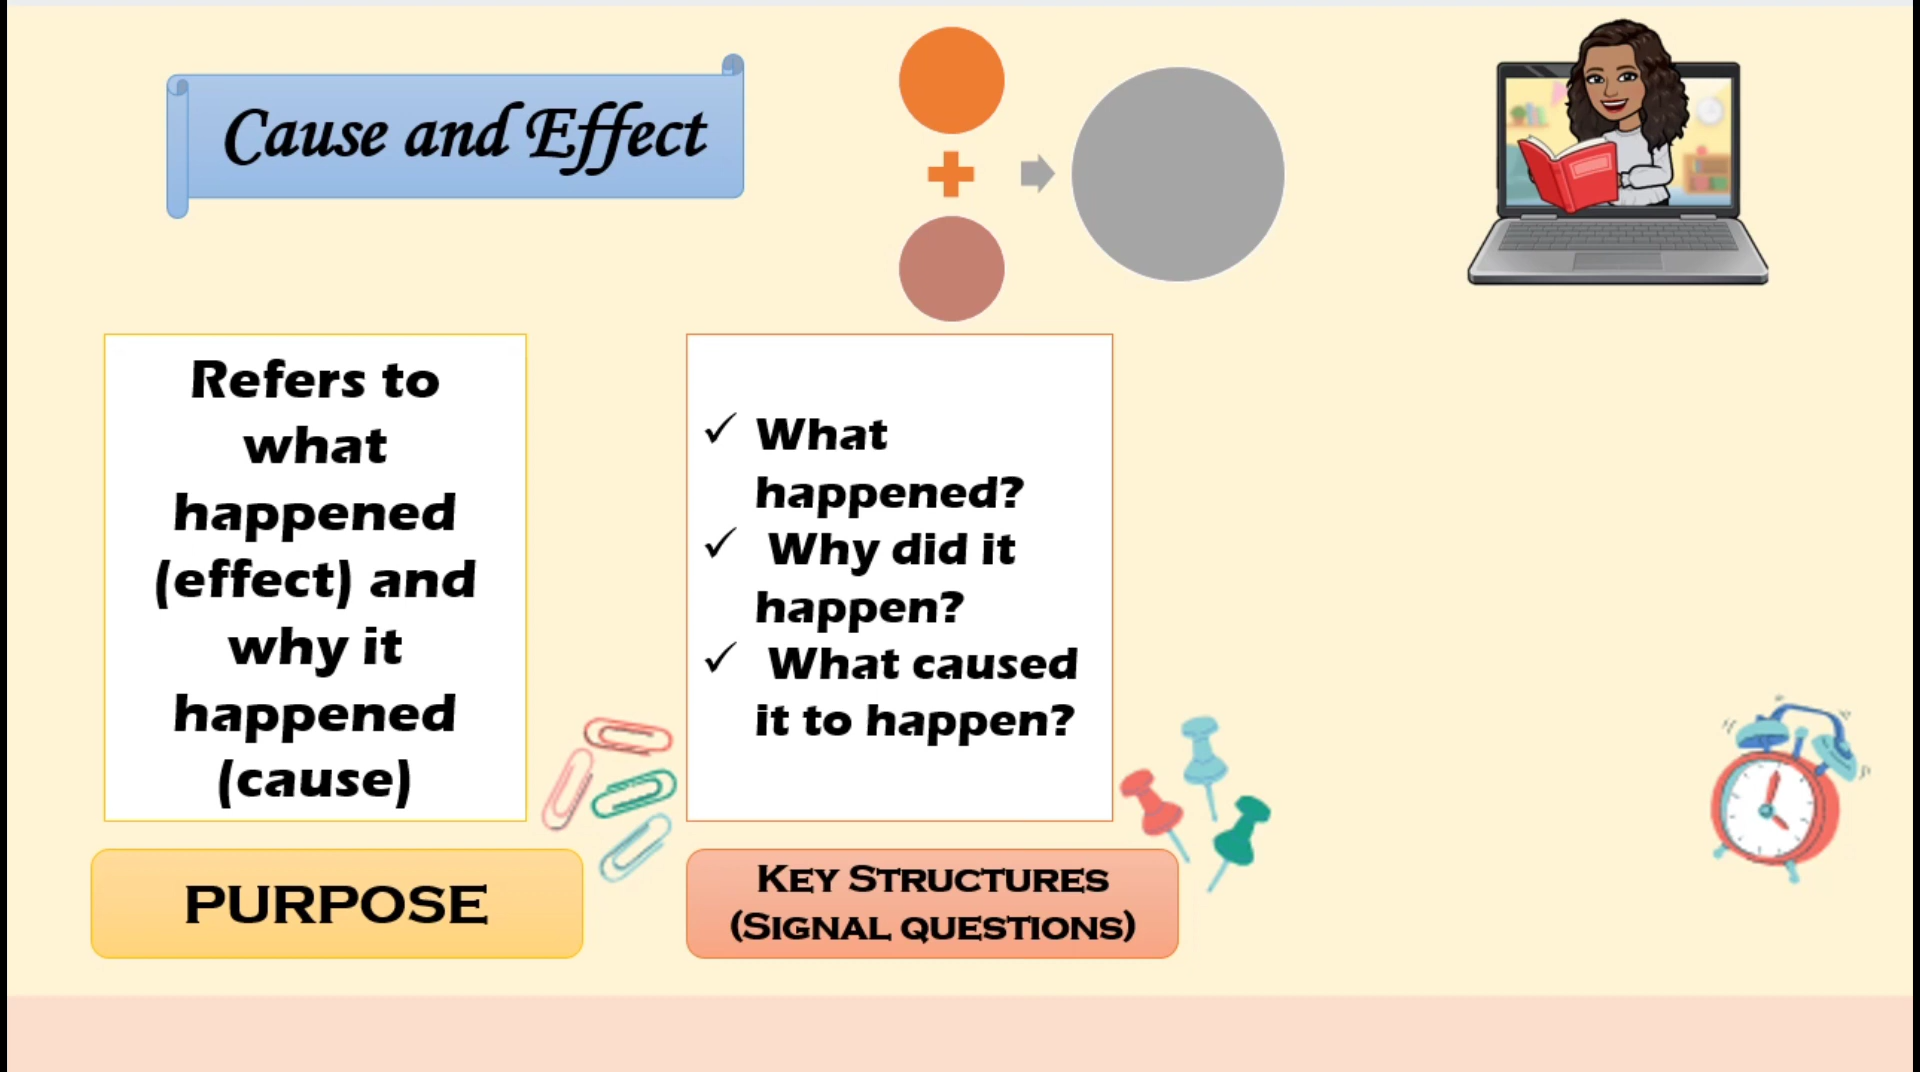 Cause and Effect
Refers to
what
happened
(effect) and
why it
happened
(cause)
✓ What
happened?
✓ Why did it
happen?
✓ What caused
it to happen?
PURPOSE
KEY STRUCTURES
(SIGNAL QUESTIONS)